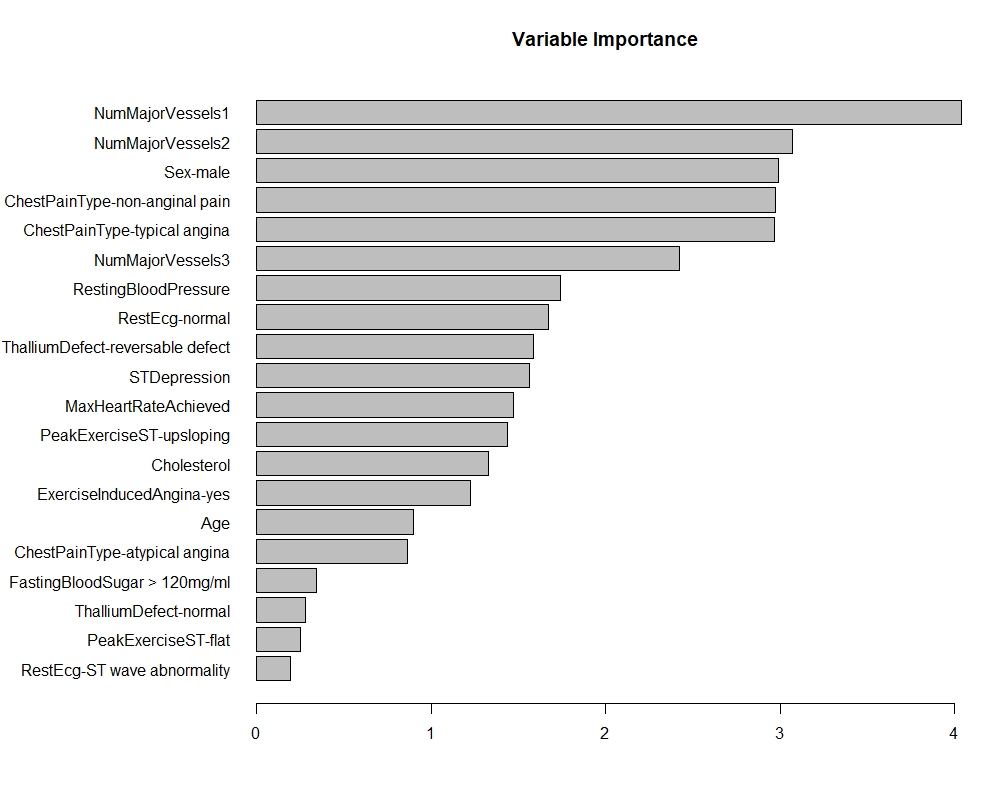 Variable Importance
NumMajorVessels1
NumMajorVessels2
Sex-male
ChestPainType-non-anginal pain
ChestPainType-typical angina
NumMajorVessels3
RestingBloodPressure
RestEcg-normal
ThalliumDefect-reversable defect
STDepression
MaxHeartRateAchieved
PeakExerciseST-upsloping
Cholesterol
ExerciseInducedAngina-yes
Age
ChestPainType-atypical angina
FastingBloodSugar > 120mg/ml
ThalliumDefect-normal
PeakExerciseST-flat
RestEcg-ST wave abnormality
0 1 2 3 4